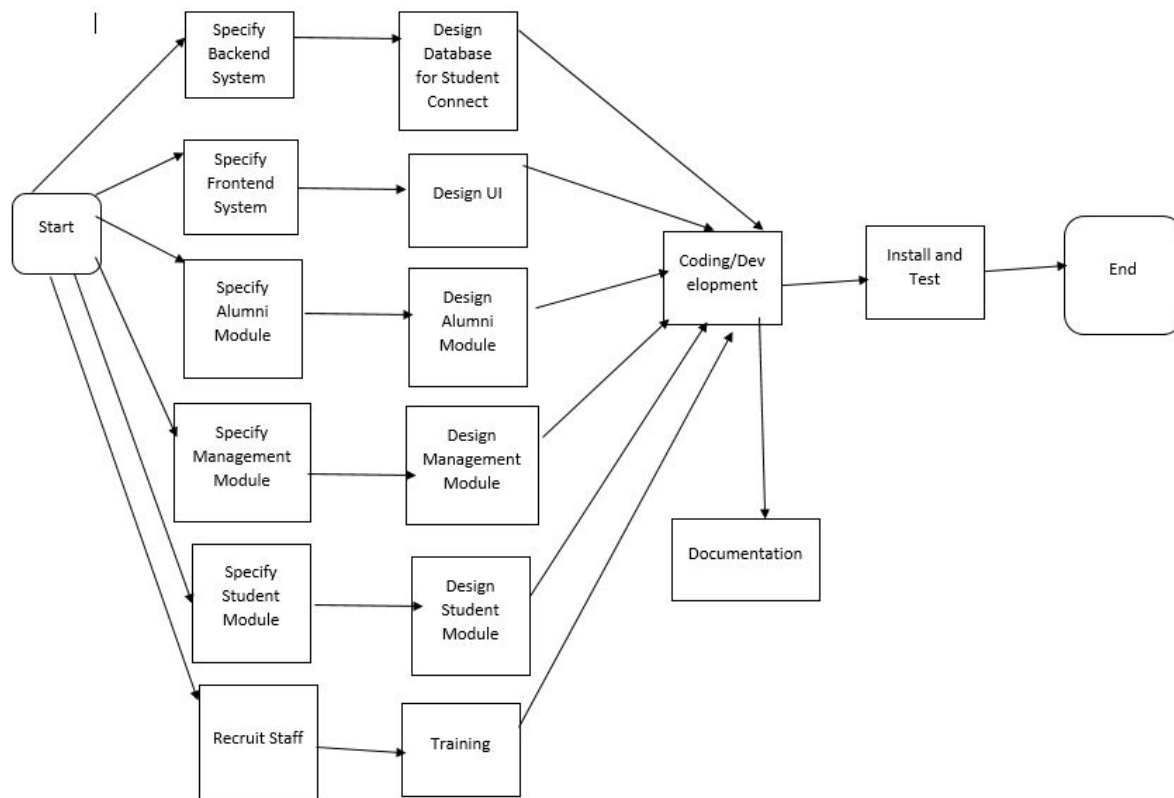 Specify
Backend
System
Design
Database
for Student
Connect
Specify
Frontend
System
Design UI
Start
Specify
Alumni
Module
Design
Alumni
Module
Coding/Dev
elopment
Install and
Test
End
Specify
Management
Module
Design
Management
Module
Documentation
Specify
Student
Module
Design
Student
Module
Recruit Staff
Training